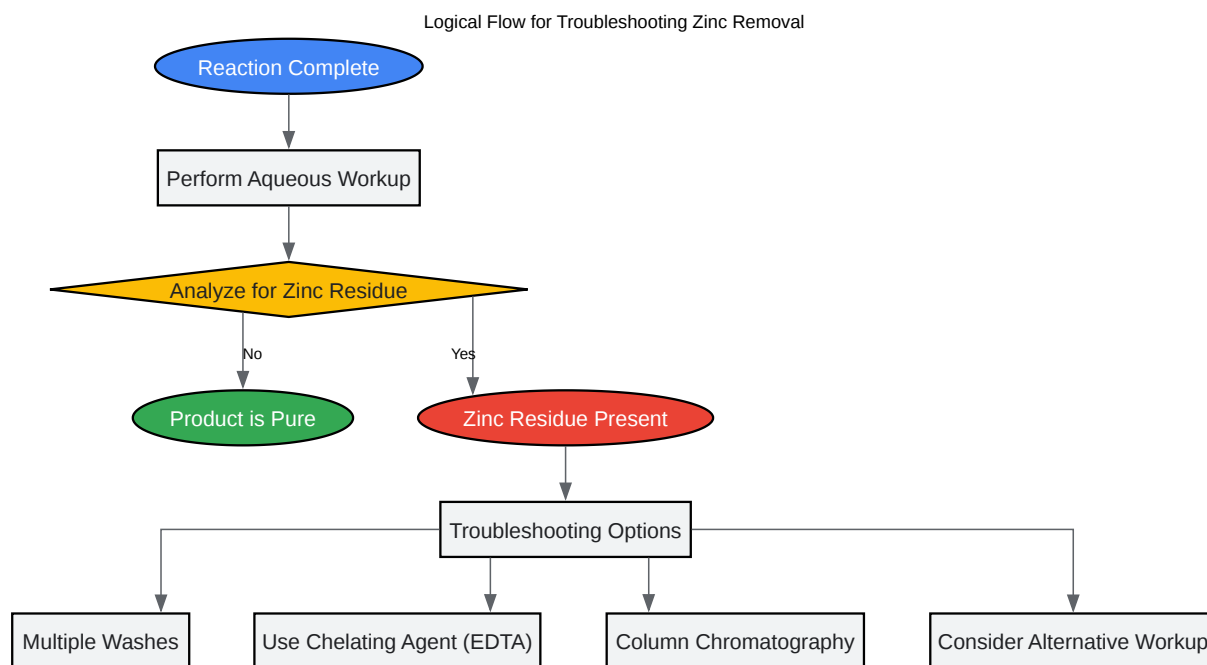 Logical Flow for Troubleshooting Zinc Removal
Reaction Complete
Perform Aqueous Workup
Analyze for Zinc Residue
No
Yes
Product is Pure
Zinc Residue Present
Troubleshooting Options
Multiple Washes
Use Chelating Agent (EDTA)
Column Chromatography
Consider Alternative Workup